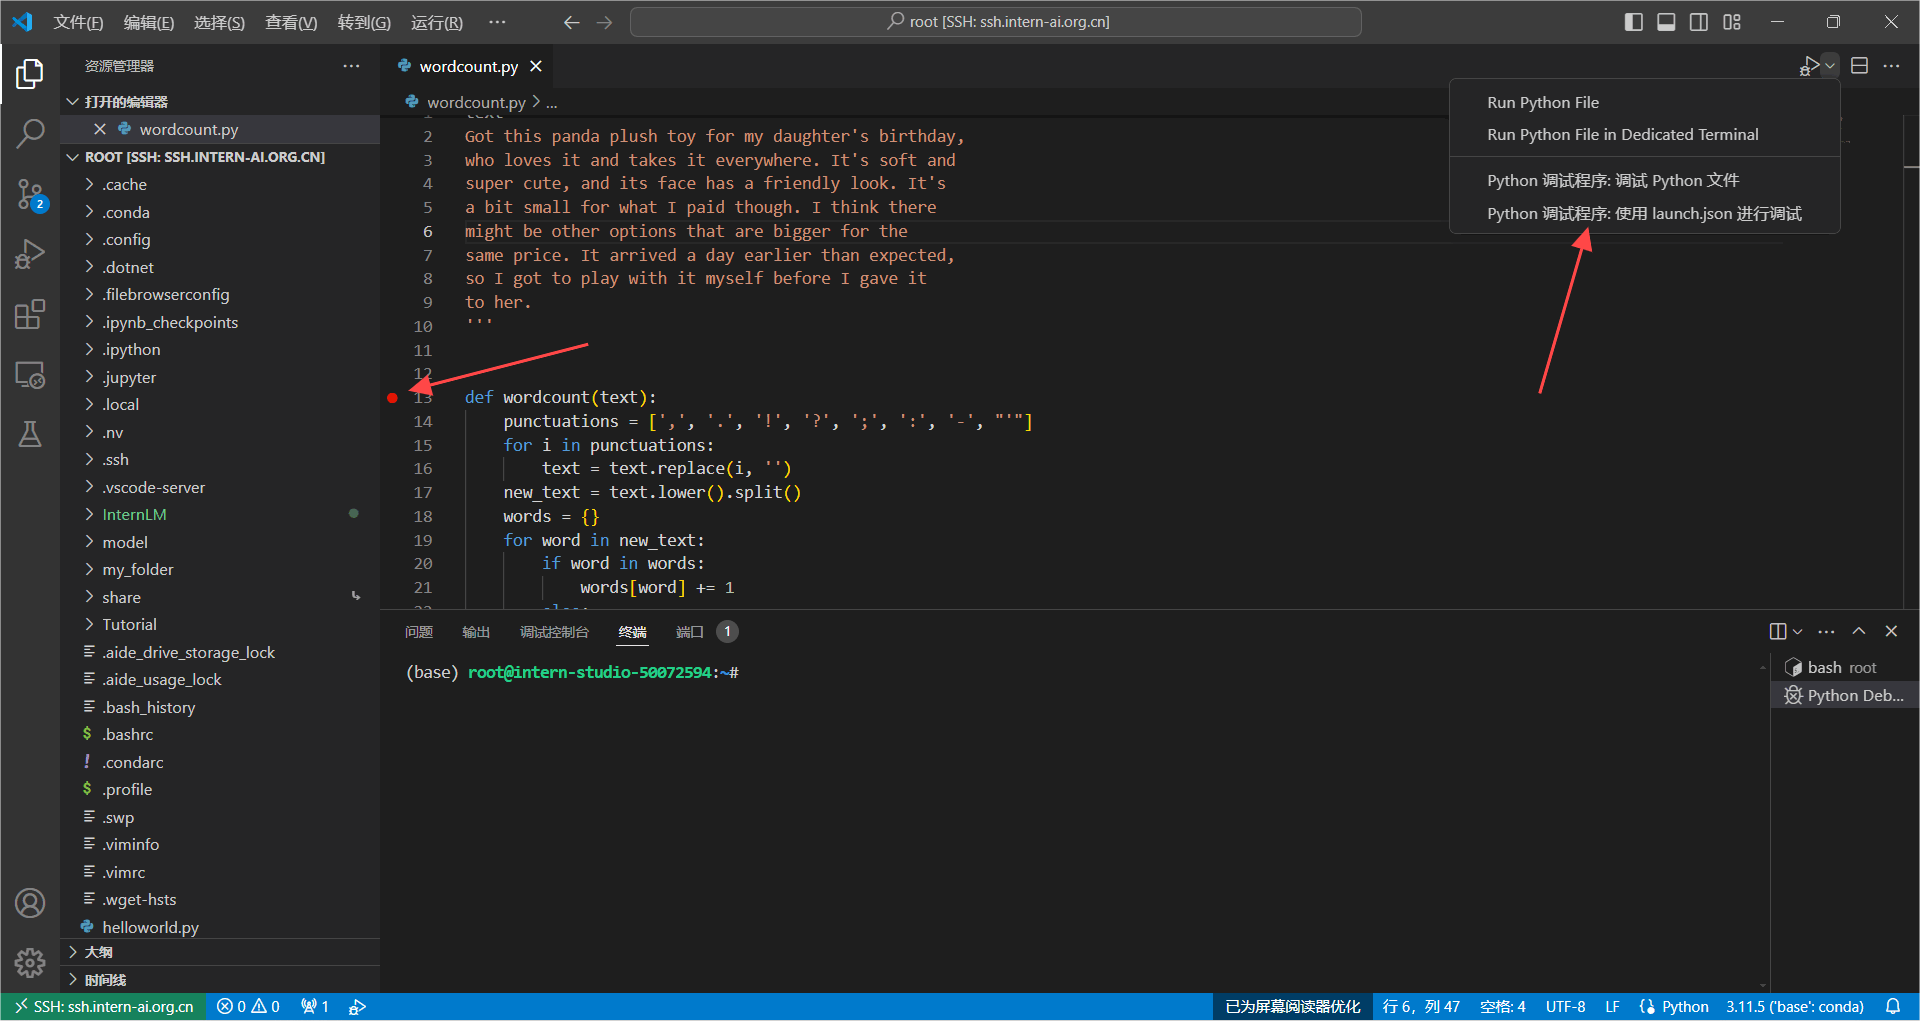 文件(F) 编辑(E) 选择(S) 查看(V) 转到(G) 运行(R) ···
root [SSH: ssh.intern-ai.org.cn]
资源管理器
打开的编辑器
wordcount.py
ROOT [SSH: SSH.INTERN-AI.ORG.CN]
.cache
.conda
.config
.dotnet
.filebrowserconfig
.ipynb_checkpoints
.ipython
.jupyter
.local
.nv
.ssh
.vscode-server
InternLM
model
my_folder
share
Tutorial
.aide_drive_storage_lock
.aide_usage_lock
.bash_history
$ .bashrc
! .condarc
$ .profile
.swp
.viminfo
.vimrc
.wget-hsts
helloworld.py
大纲
时间线
2
wordcount.py
wordcount.py > ...
1 text
2 Got this panda plush toy for my daughter's birthday,
3 who loves it and takes it everywhere. It's soft and
4 super cute, and its face has a friendly look. It's
5 a bit small for what I paid though. I think there
6 might be other options that are bigger for the
7 same price. It arrived a day earlier than expected,
8 so I got to play with it myself before I gave it
9 to her.
10 '''
11
12
13 def wordcount(text):
14 punctuations = [',', '.', '!', '?', ';', ':', '-', "'"]
15 for i in punctuations:
16 text = text.replace(i, '')
17 new_text = text.lower().split()
18 words = {}
19 for word in new_text:
20 if word in words:
21 words[word] += 1
22 else:
Run Python File
Run Python File in Dedicated Terminal
Python 调试程序: 调试 Python 文件
Python 调试程序: 使用 launch.json 进行调试
问题 输出 调试控制台 终端 端口 1
(base) root@intern-studio-50072594:~#
bash root
Python Deb...
SSH: ssh.intern-ai.org.cn 0 0 1 已为屏幕阅读器优化 行 6，列 47 空格: 4 UTF-8 LF Python 3.11.5 ('base': conda)